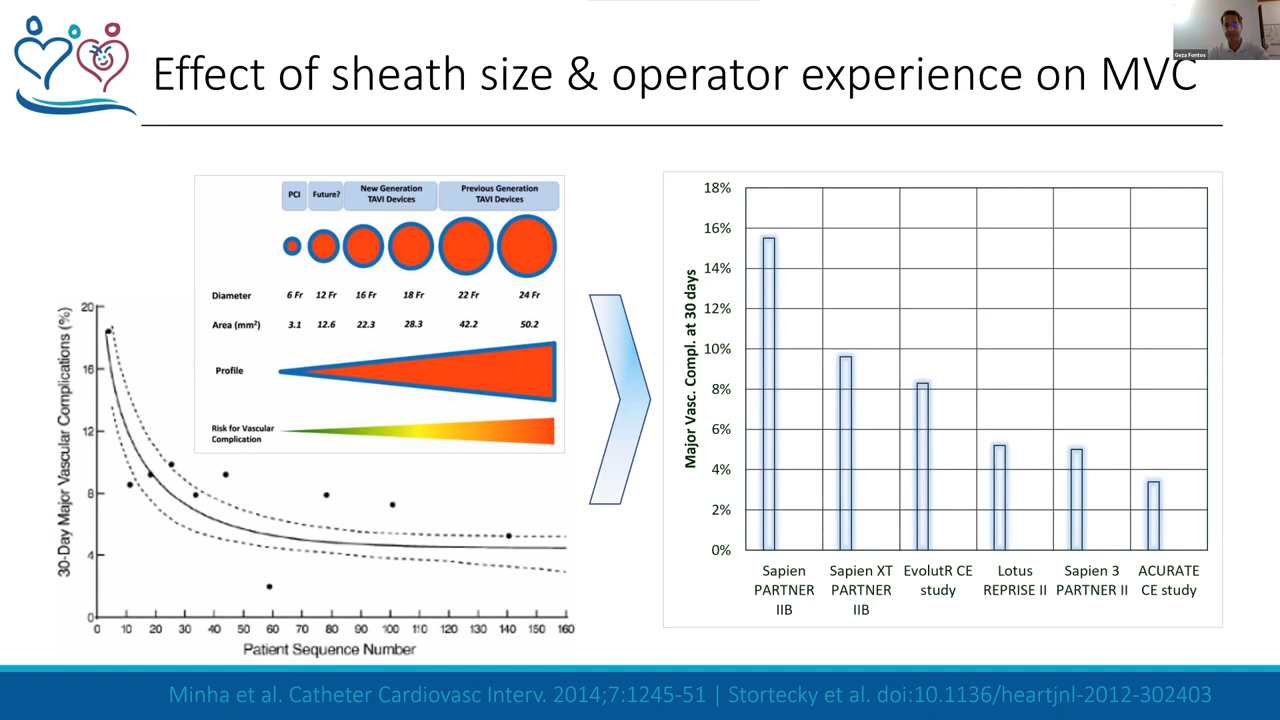 Effect of sheath size & operator experience on MVC
Geza Fontos
PCI
Future?
New Generation
TAVI Devices
Previous Generation
TAVI Devices
Diameter 6 Fr 12 Fr 16 Fr 18 Fr 22 Fr 24 Fr
Area (mm²) 3.1 12.6 22.3 28.3 42.2 50.2
Profile
Risk for Vascular
Complication
30-Day Major Vascular Complications (%)
20
16
12
8
4
0
0 10 20 30 40 50 60 70 80 90 100 110 120 130 140 150 160
Patient Sequence Number
Major Vasc. Compl. at 30 days
18%
16%
14%
12%
10%
8%
6%
4%
2%
0%
Sapien
PARTNER
IIB
Sapien XT
PARTNER
IIB
EvolutR CE
study
Lotus
REPRISE II
Sapien 3
PARTNER II
ACURATE
CE study
Minha et al. Catheter Cardiovasc Interv. 2014;7:1245-51 | Stortecky et al. doi:10.1136/heartjnl-2012-302403